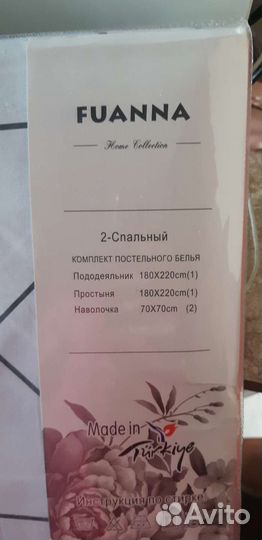 FUANNA
Home Collection
2-Спальный
КОМПЛЕКТ ПОСТЕЛЬНОГО БЕЛЬЯ
Пододеяльник 180X220cm(1)
Простыня 180X220cm(1)
Наволочка 70X70cm (2)
Made in
Türkiye
Инструкция по стирке
Avito